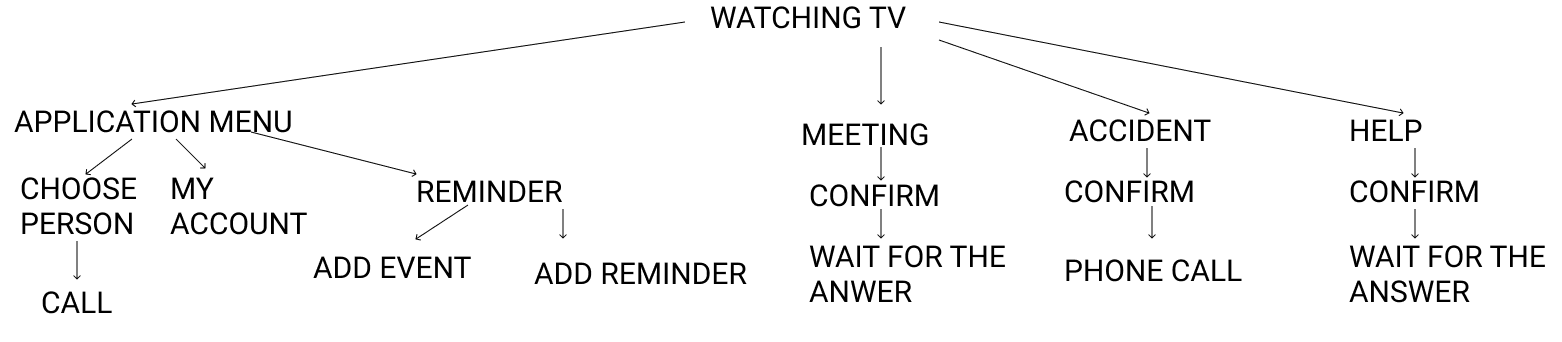 WATCHING TV
APPLICATION MENU
MEETING
ACCIDENT
HELP
CHOOSE
PERSON
MY
ACCOUNT
REMINDER
CONFIRM
CONFIRM
CONFIRM
CALL
ADD EVENT
ADD REMINDER
WAIT FOR THE
ANWER
PHONE CALL
WAIT FOR THE
ANSWER